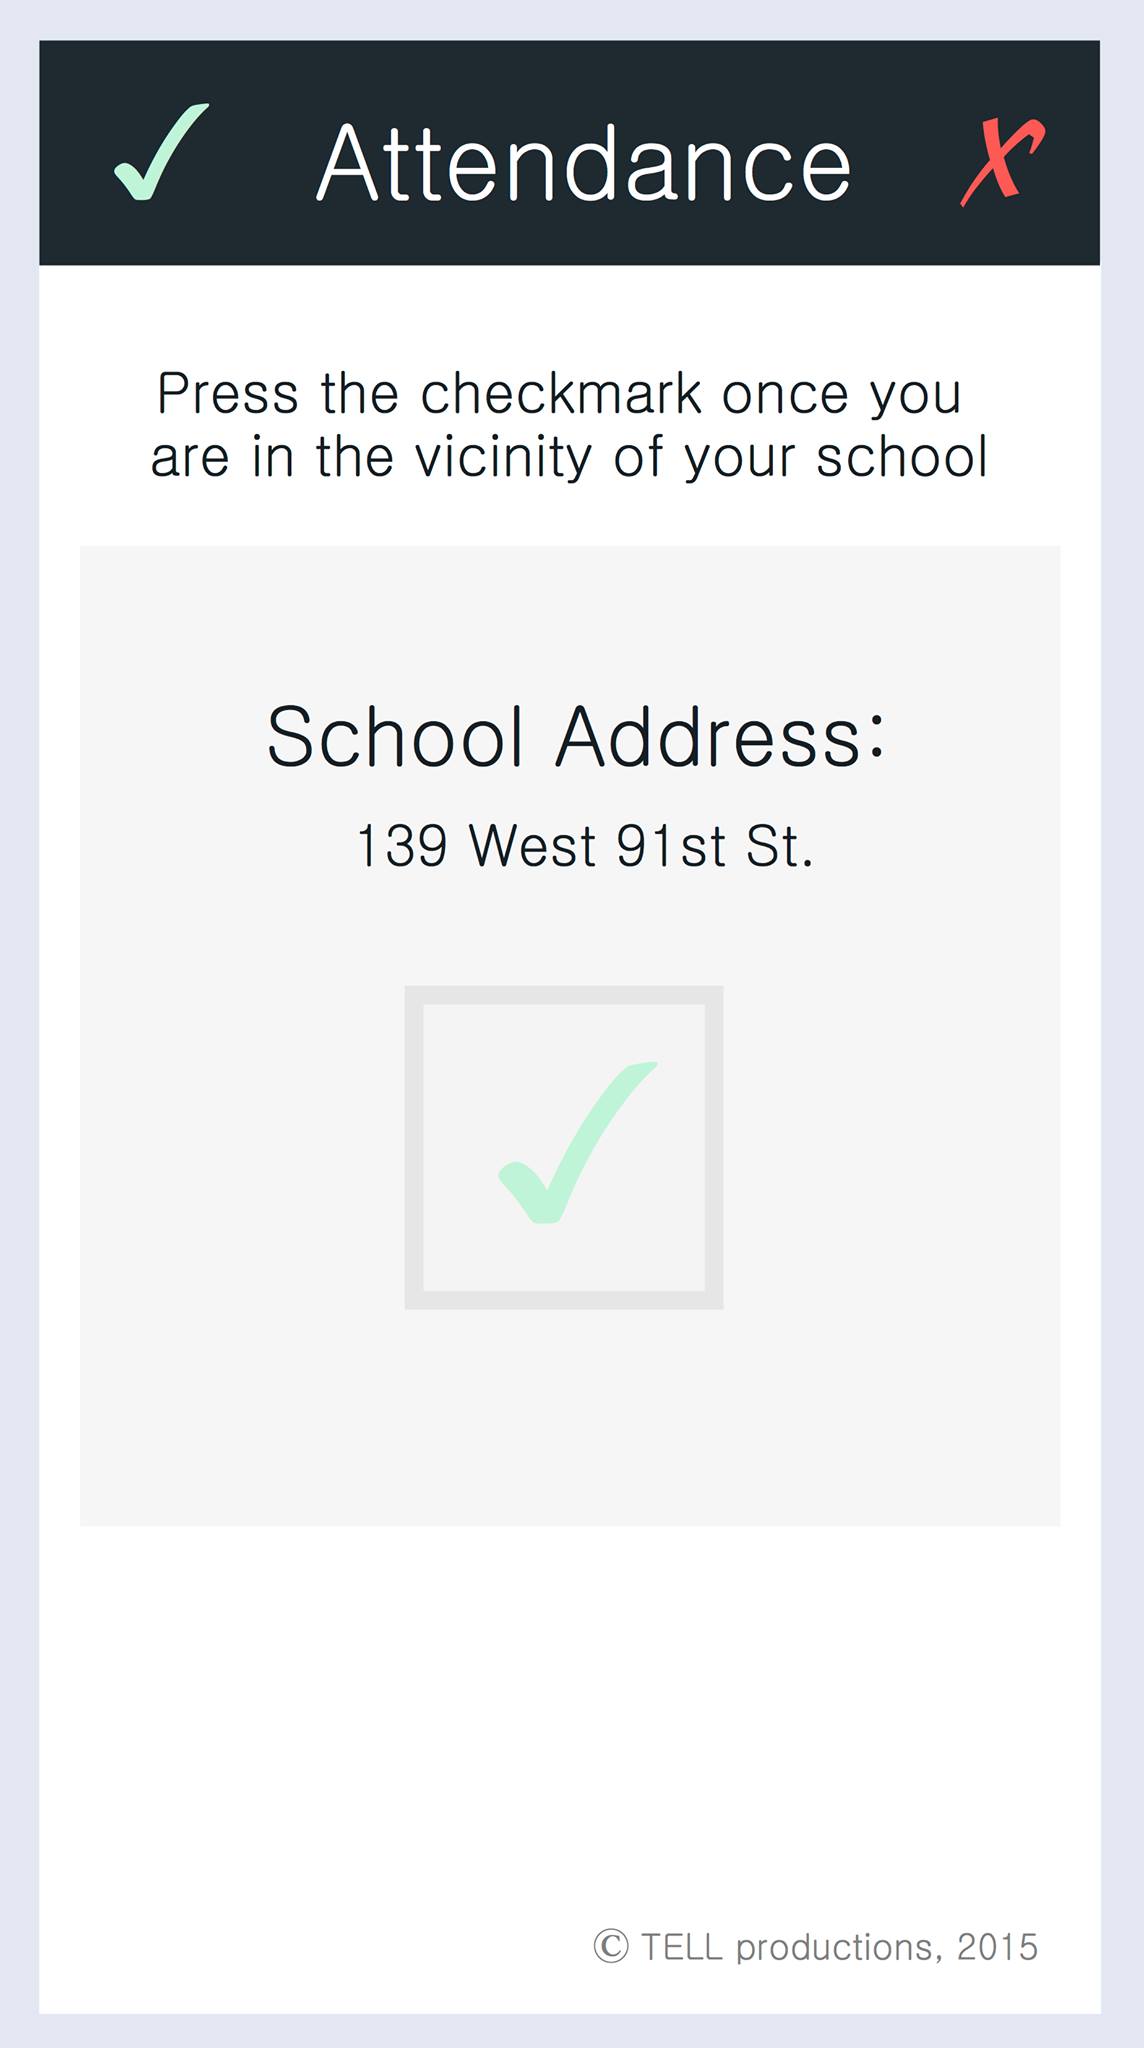 Attendance
Press the checkmark once you
are in the vicinity of your school
School Address:
139 West 91st St.
© TELL productions, 2015